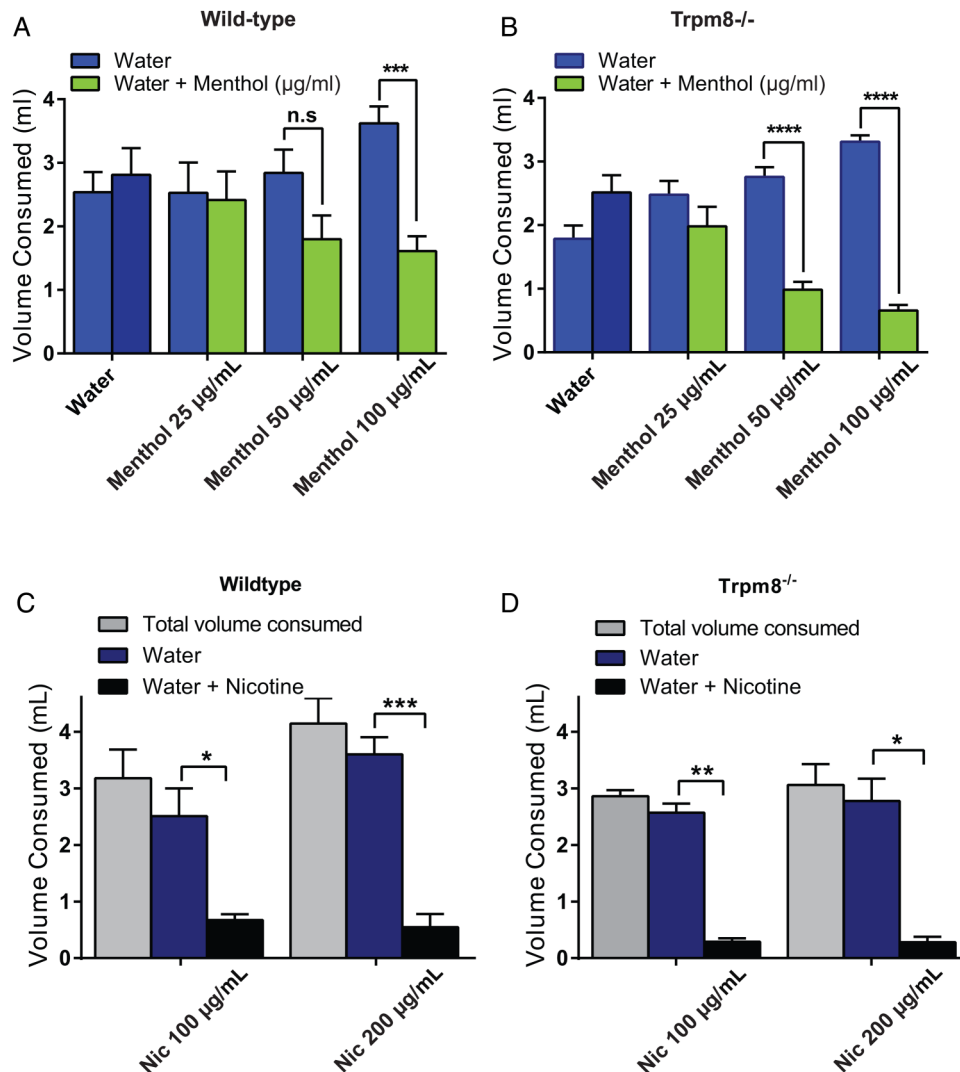 A
Wild-type
Water
Water + Menthol (µg/ml)
Volume Consumed (ml)
4
3
2
1
0
n.s
***
Water
Menthol 25 µg/mL
Menthol 50 µg/mL
Menthol 100 µg/mL
B
Trpm8-/-
Water
Water + Menthol (µg/ml)
Volume Consumed (ml)
4
3
2
1
0
****
****
Water
Menthol 25 µg/mL
Menthol 50 µg/mL
Menthol 100 µg/mL
C
Wildtype
Total volume consumed
Water
Water + Nicotine
Volume Consumed (mL)
4
3
2
1
0
*
***
Nic 100 µg/mL
Nic 200 µg/mL
D
Trpm8-/-
Total volume consumed
Water
Water + Nicotine
Volume Consumed (mL)
4
3
2
1
0
**
*
Nic 100 µg/mL
Nic 200 µg/mL